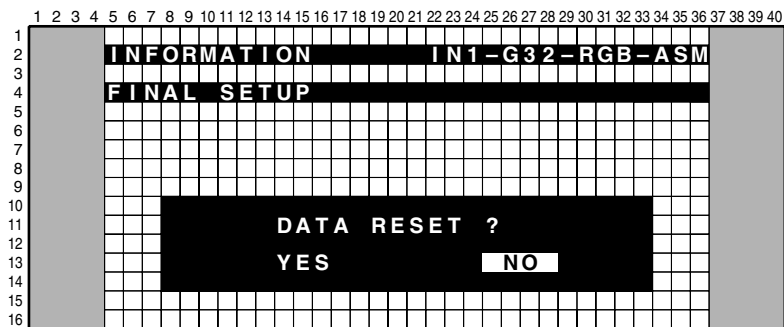 1 2 3 4 5 6 7 8 9 10 11 12 13 14 15 16 17 18 19 20 21 22 23 24 25 26 27 28 29 30 31 32 33 34 35 36 37 38 39 40
1
2 INFORMATION IN1–G32–RGB–ASM
3
4 FINAL SETUP
5
6
7
8
9
10
11 DATA RESET ?
12
13 YES NO
14
15
16